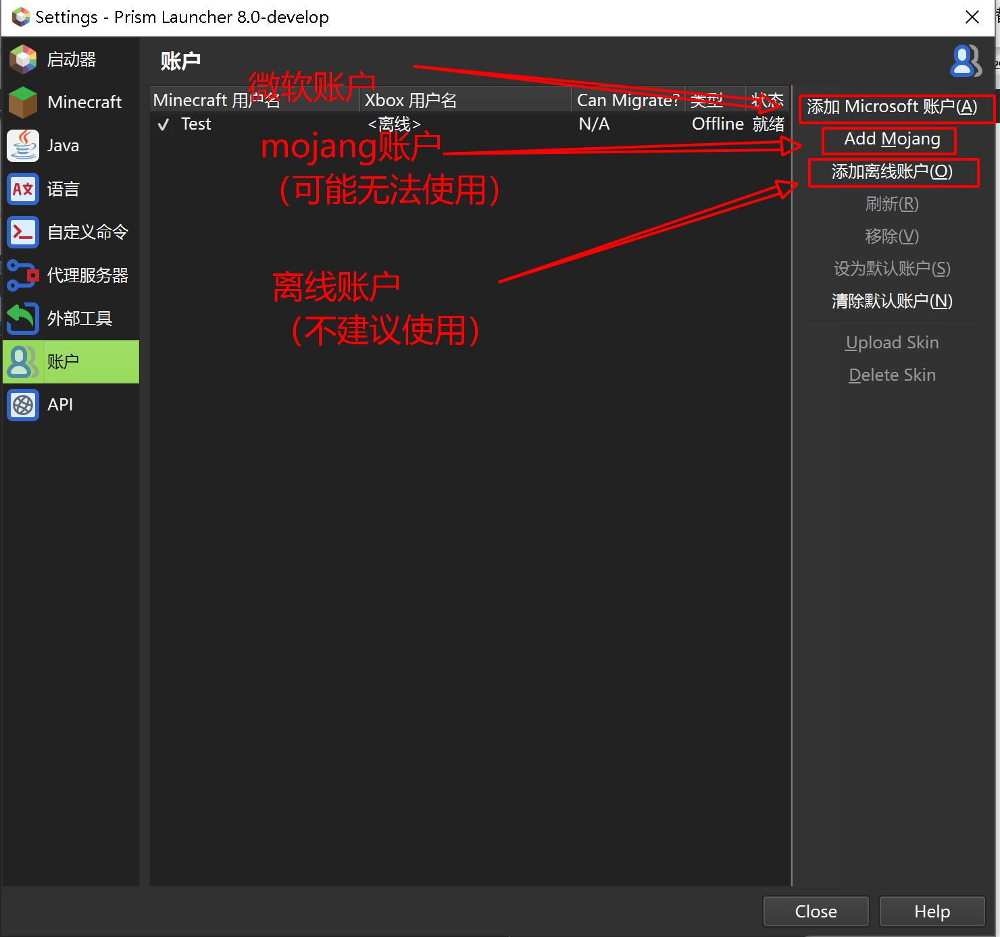 Settings - Prism Launcher 8.0-develop
启动器
Minecraft
Java
语言
自定义命令
代理服务器
外部工具
账户
API
账户
微软账户
Minecraft 用户名 Xbox 用户名 Can Migrate? 类型 状态
Test <离线> N/A Offline 就绪
mojang账户
（可能无法使用）
离线账户
（不建议使用）
添加 Microsoft 账户(A)
Add Mojang
添加离线账户(O)
刷新(R)
移除(V)
设为默认账户(S)
清除默认账户(N)
Upload Skin
Delete Skin
Close Help